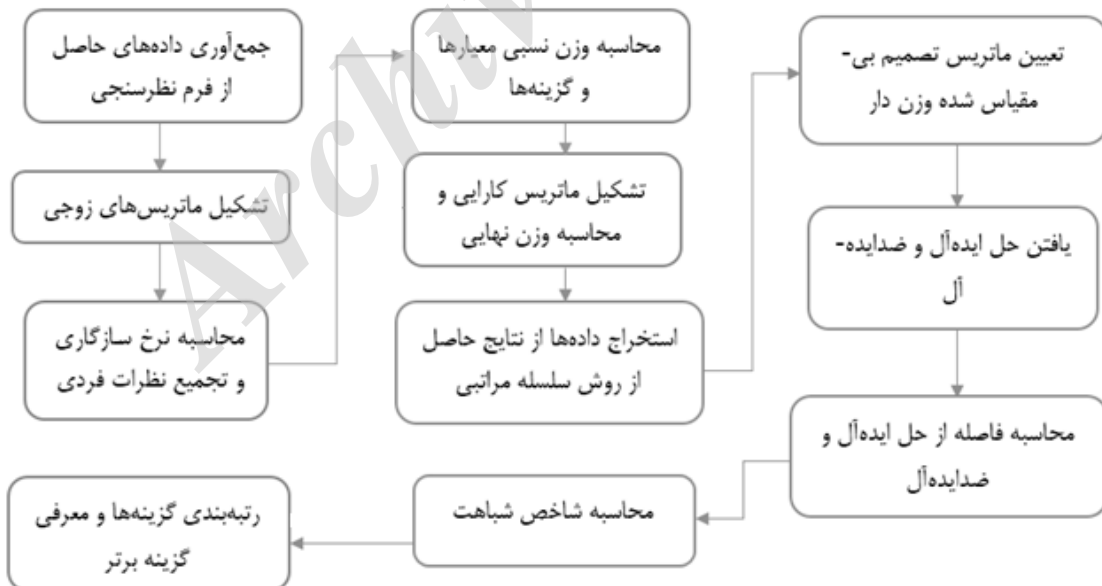 جمع‌آوری داده‌های حاصل
از فرم نظرسنجی
تشکیل ماتریس‌های زوجی
محاسبه نرخ سازگاری
و تجمیع نظرات فردی
محاسبه وزن نسبی معیارها
و گزینه‌ها
تشکیل ماتریس کارایی و
محاسبه وزن نهایی
استخراج داده‌ها از نتایج حاصل
از روش سلسله مراتبی
تعیین ماتریس تصمیم بی-
مقیاس شده وزن دار
یافتن حل ایده‌آل و ضدایده-
آل
محاسبه فاصله از حل ایده‌آل و
ضدایده‌آل
محاسبه شاخص شباهت
رتبه‌بندی گزینه‌ها و معرفی
گزینه برتر